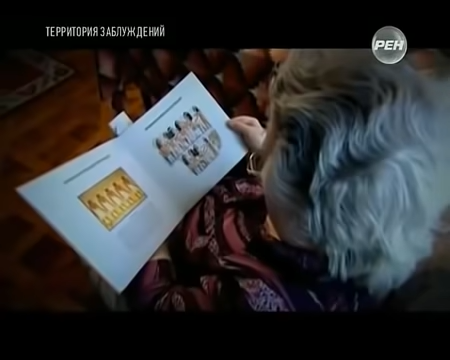 ТЕРРИТОРИЯ ЗАБЛУЖДЕНИЙ
РЕН